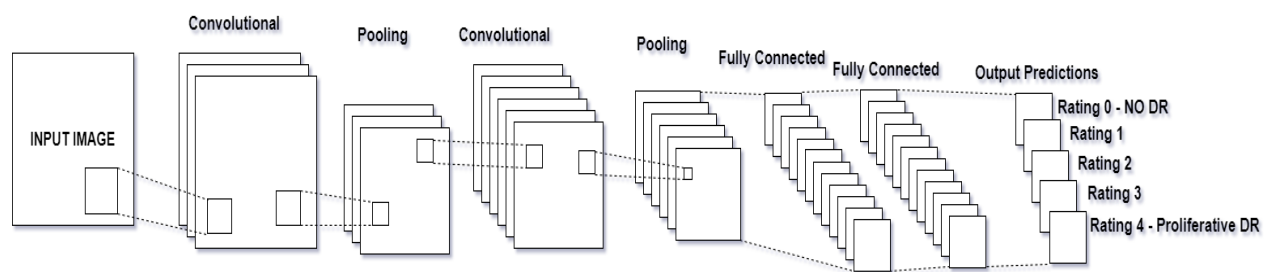 Convolutional
Pooling
Convolutional
Pooling
Fully Connected
Fully Connected
Output Predictions
INPUT IMAGE
Rating 0 - NO DR
Rating 1
Rating 2
Rating 3
Rating 4 - Proliferative DR